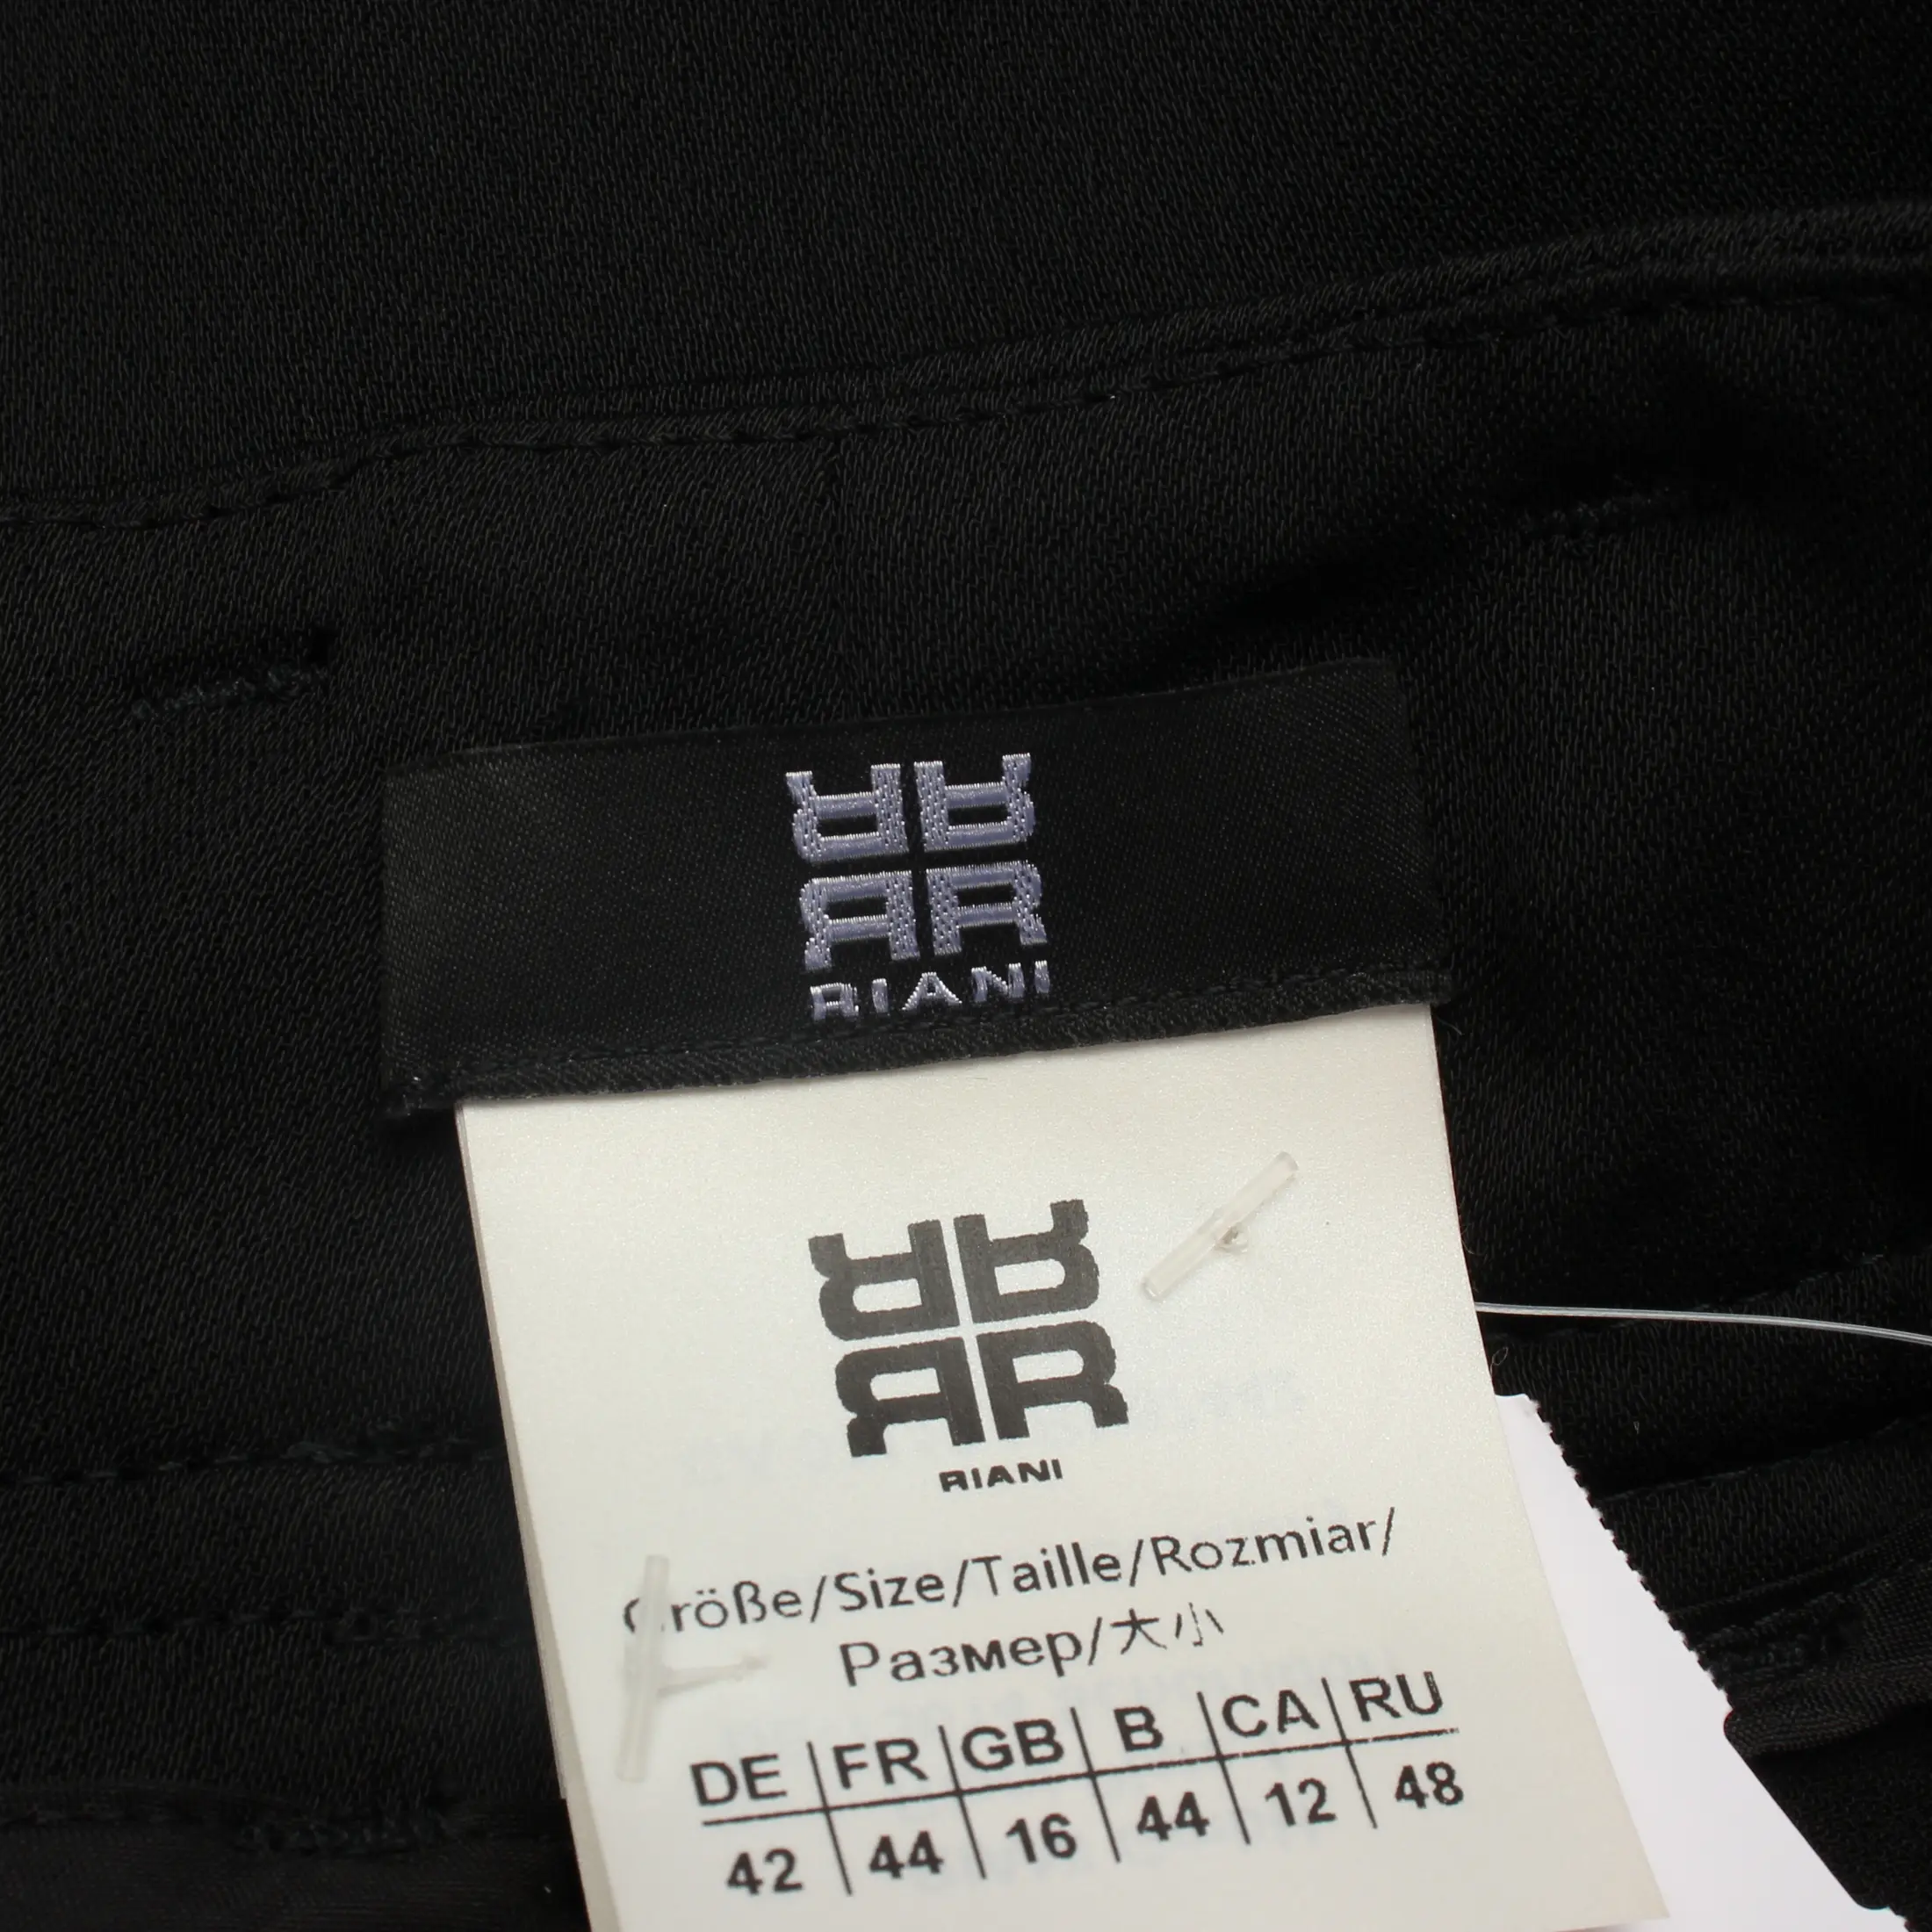 RIANI
RIANI
Größe/Size/Taille/Rozmiar/
Размер/大小
DE | FR | GB | B | CA | RU
42 | 44 | 16 | 44 | 12 | 48